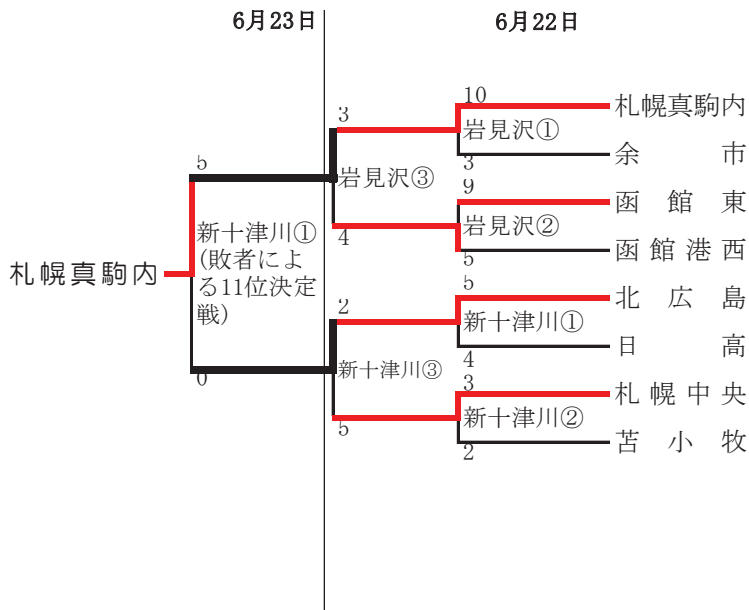 6月23日
6月22日
10
札幌真駒内
3
岩見沢①
余市
3
5
岩見沢③
9
函館東
岩見沢②
4
函館港西
5
新十津川①
(敗者によ
る11位決定
戦)
札幌真駒内
5
北広島
2
新十津川①
日高
4
新十津川③
0
3
札幌中央
新十津川②
5
苫小牧
2